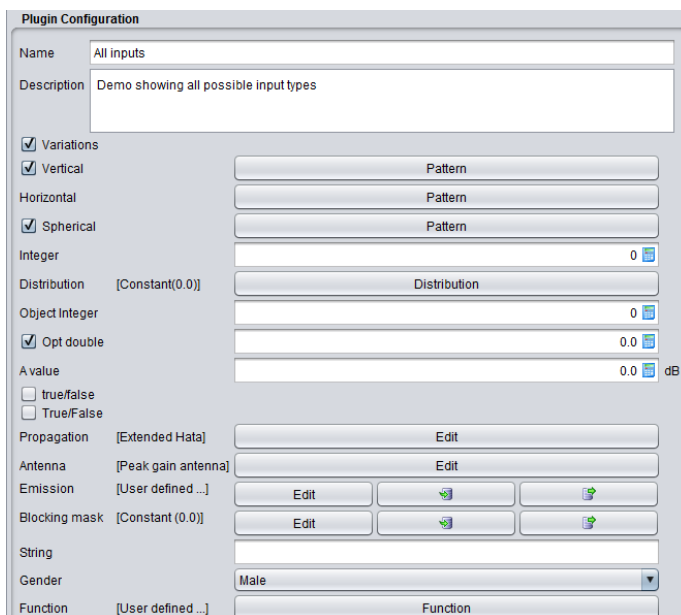 Plugin Configuration
Name All inputs
Description Demo showing all possible input types
Variations
Vertical Pattern
Horizontal Pattern
Spherical Pattern
Integer 0
Distribution [Constant(0.0)] Distribution
Object Integer 0
Opt double 0.0
A value 0.0 dB
true/false
True/False
Propagation [Extended Hata] Edit
Antenna [Peak gain antenna] Edit
Emission [User defined ...] Edit
Blocking mask [Constant (0.0)] Edit
String
Gender Male
Function [User defined ...] Function